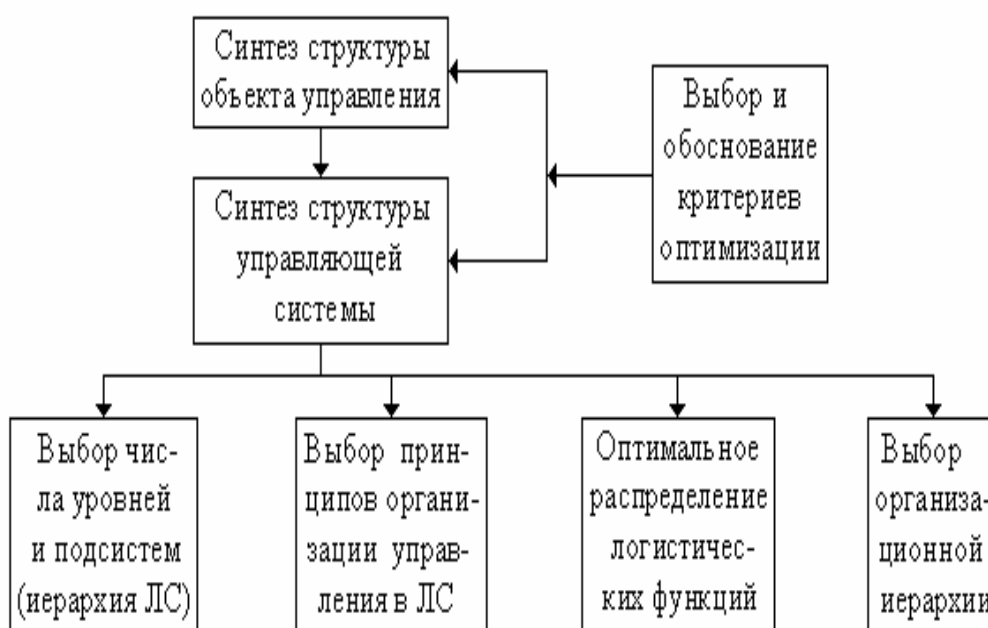 Синтез структуры
объекта управления
Выбор и
обоснование
критериев
оптимизации
Синтез структуры
управляющей
системы
Выбор чис-
ла уровней
и подсистем
(иерархия ЛС)
Выбор прин-
ципов органи-
зации управ-
ления в ЛС
Оптимальное
распределение
логистичес-
ких функций
Выбор
организа-
ционной
иерархии